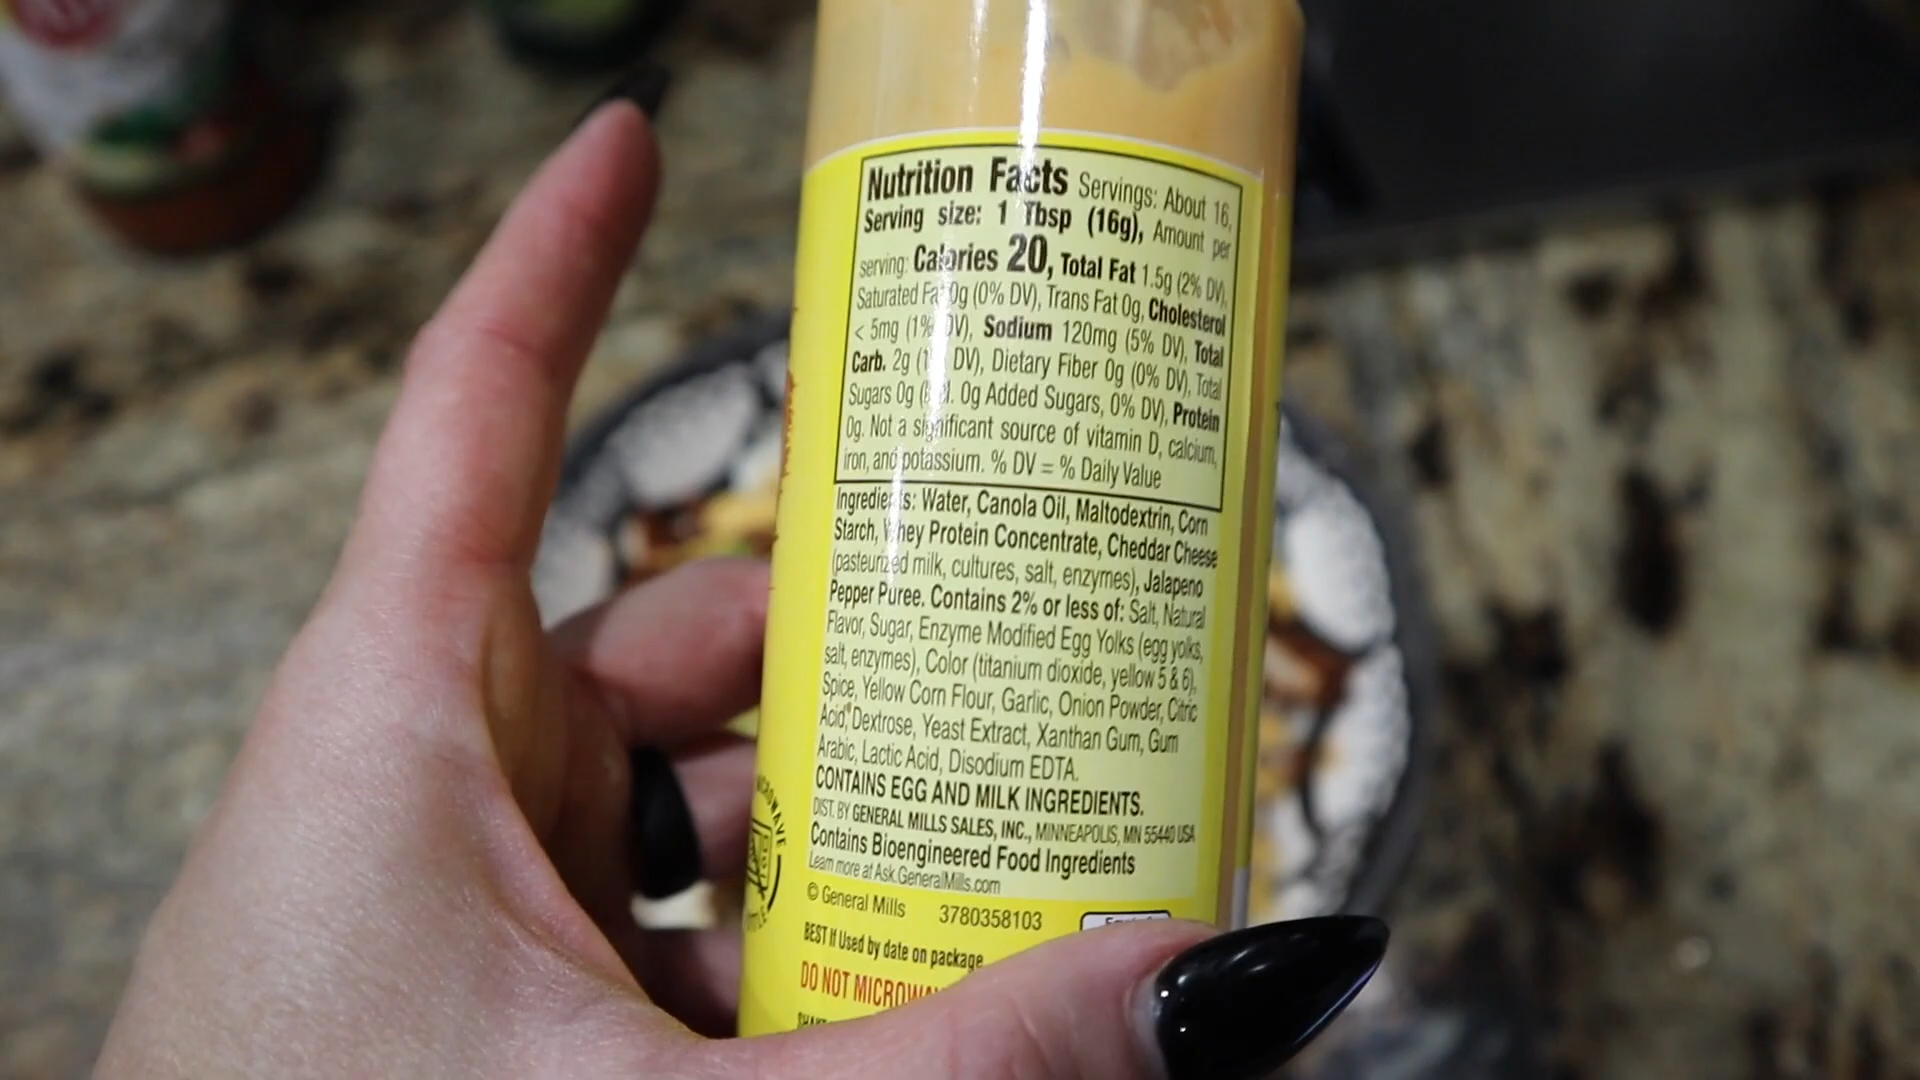 Nutrition Facts Servings: About 16,
Serving size: 1 Tbsp (16g), Amount per
serving: Calories 20, Total Fat 1.5g (2% DV),
Saturated Fat 0g (0% DV), Trans Fat 0g, Cholesterol
< 5mg (1% DV), Sodium 120mg (5% DV), Total
Carb. 2g (1% DV), Dietary Fiber 0g (0% DV), Total
Sugars 0g (Incl. 0g Added Sugars, 0% DV), Protein
0g. Not a significant source of vitamin D, calcium,
iron, and potassium. % DV = % Daily Value
Ingredients: Water, Canola Oil, Maltodextrin, Corn
Starch, Whey Protein Concentrate, Cheddar Cheese
(pasteurized milk, cultures, salt, enzymes), Jalapeno
Pepper Puree. Contains 2% or less of: Salt, Natural
Flavor, Sugar, Enzyme Modified Egg Yolks (egg yolks,
salt, enzymes), Color (titanium dioxide, yellow 5 & 6),
Spice, Yellow Corn Flour, Garlic, Onion Powder, Citric
Acid, Dextrose, Yeast Extract, Xanthan Gum, Gum
Arabic, Lactic Acid, Disodium EDTA.
CONTAINS EGG AND MILK INGREDIENTS.
DIST. BY GENERAL MILLS SALES, INC., MINNEAPOLIS, MN 55440 USA
Contains Bioengineered Food Ingredients
Learn more at Ask.GeneralMills.com
© General Mills 3780358103
BEST If Used by date on package
DO NOT